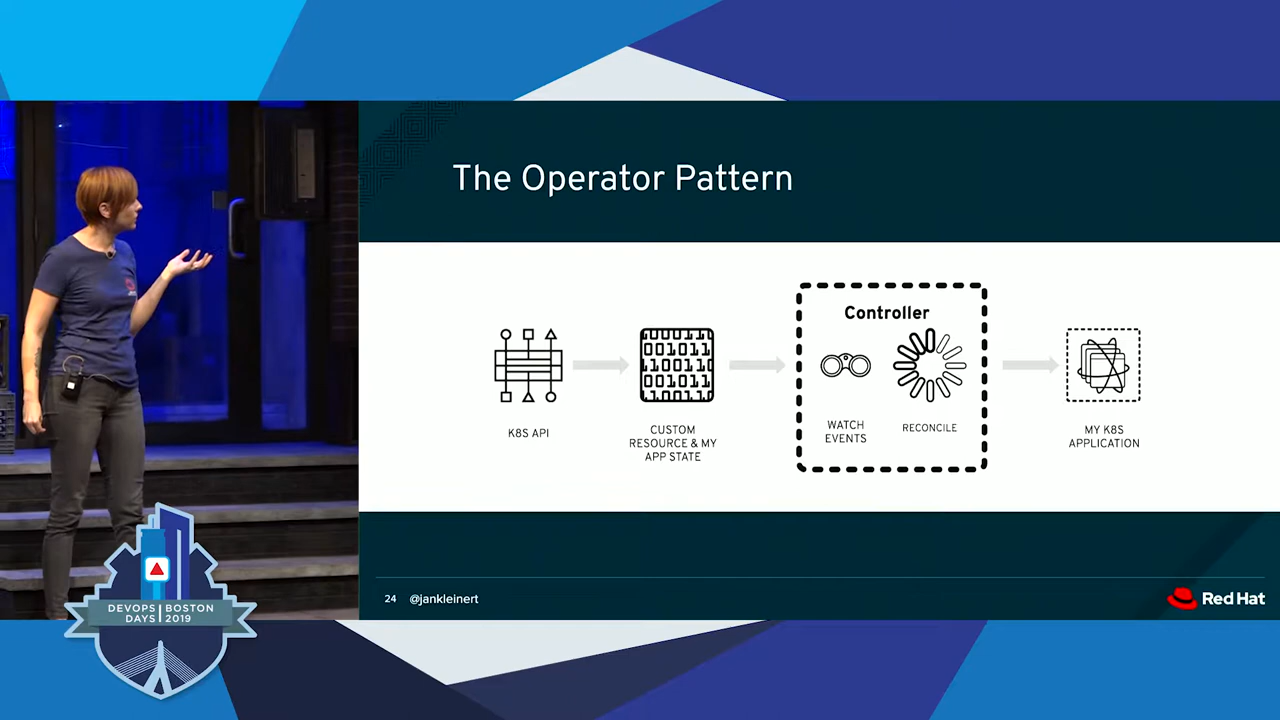 The Operator Pattern
Controller
K8S API
CUSTOM
RESOURCE & MY
APP STATE
WATCH
EVENTS
RECONCILE
MY K8S
APPLICATION
24 @jankleinert
Red Hat
DEVOPS BOSTON
DAYS 2019